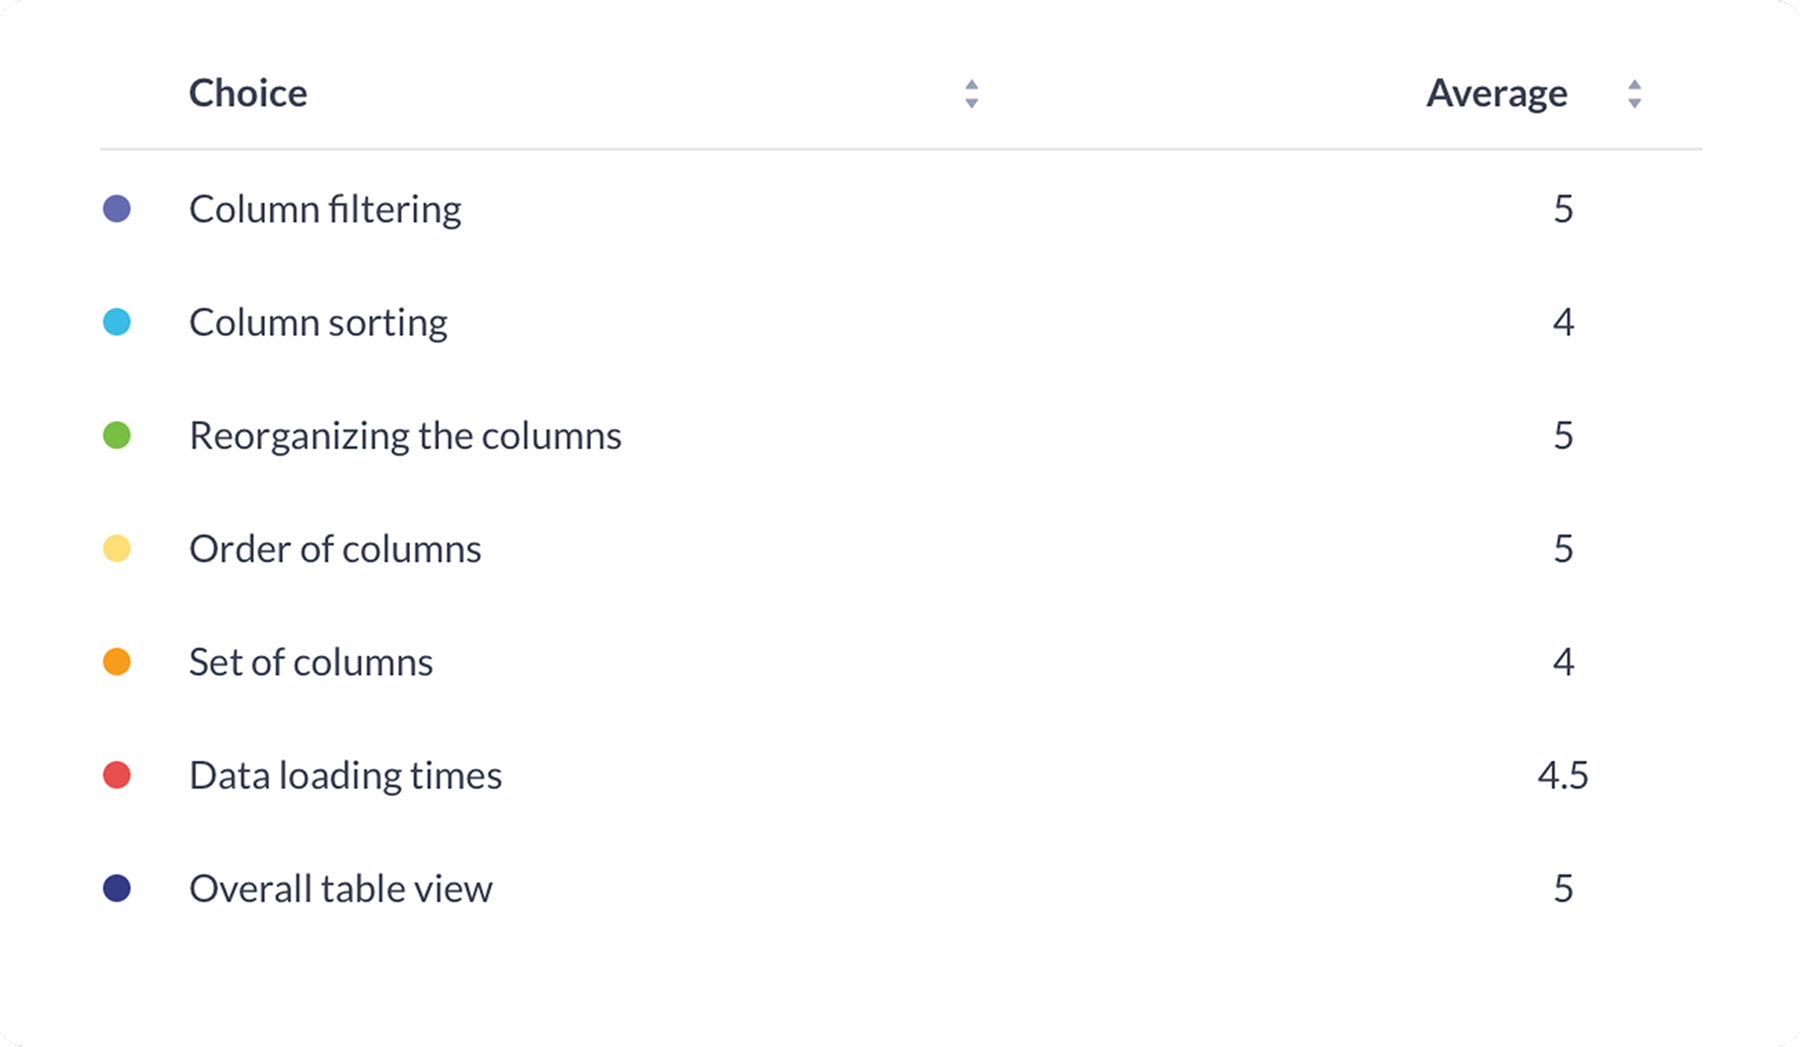 Choice Average
Column filtering 5
Column sorting 4
Reorganizing the columns 5
Order of columns 5
Set of columns 4
Data loading times 4.5
Overall table view 5